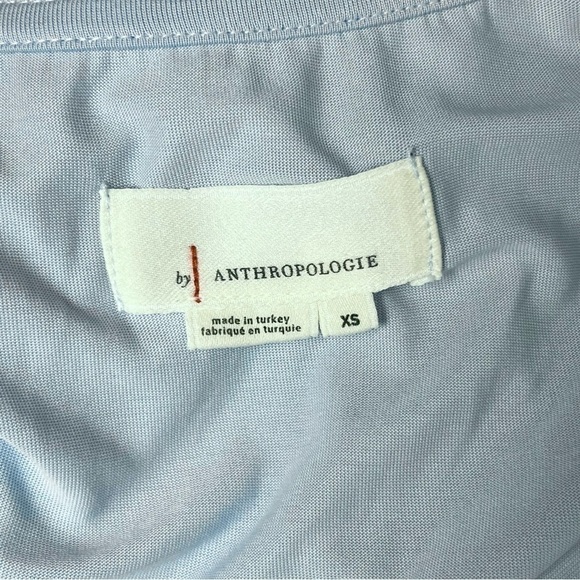 by ANTHROPOLOGIE
made in turkey
fabriqué en turquie
XS